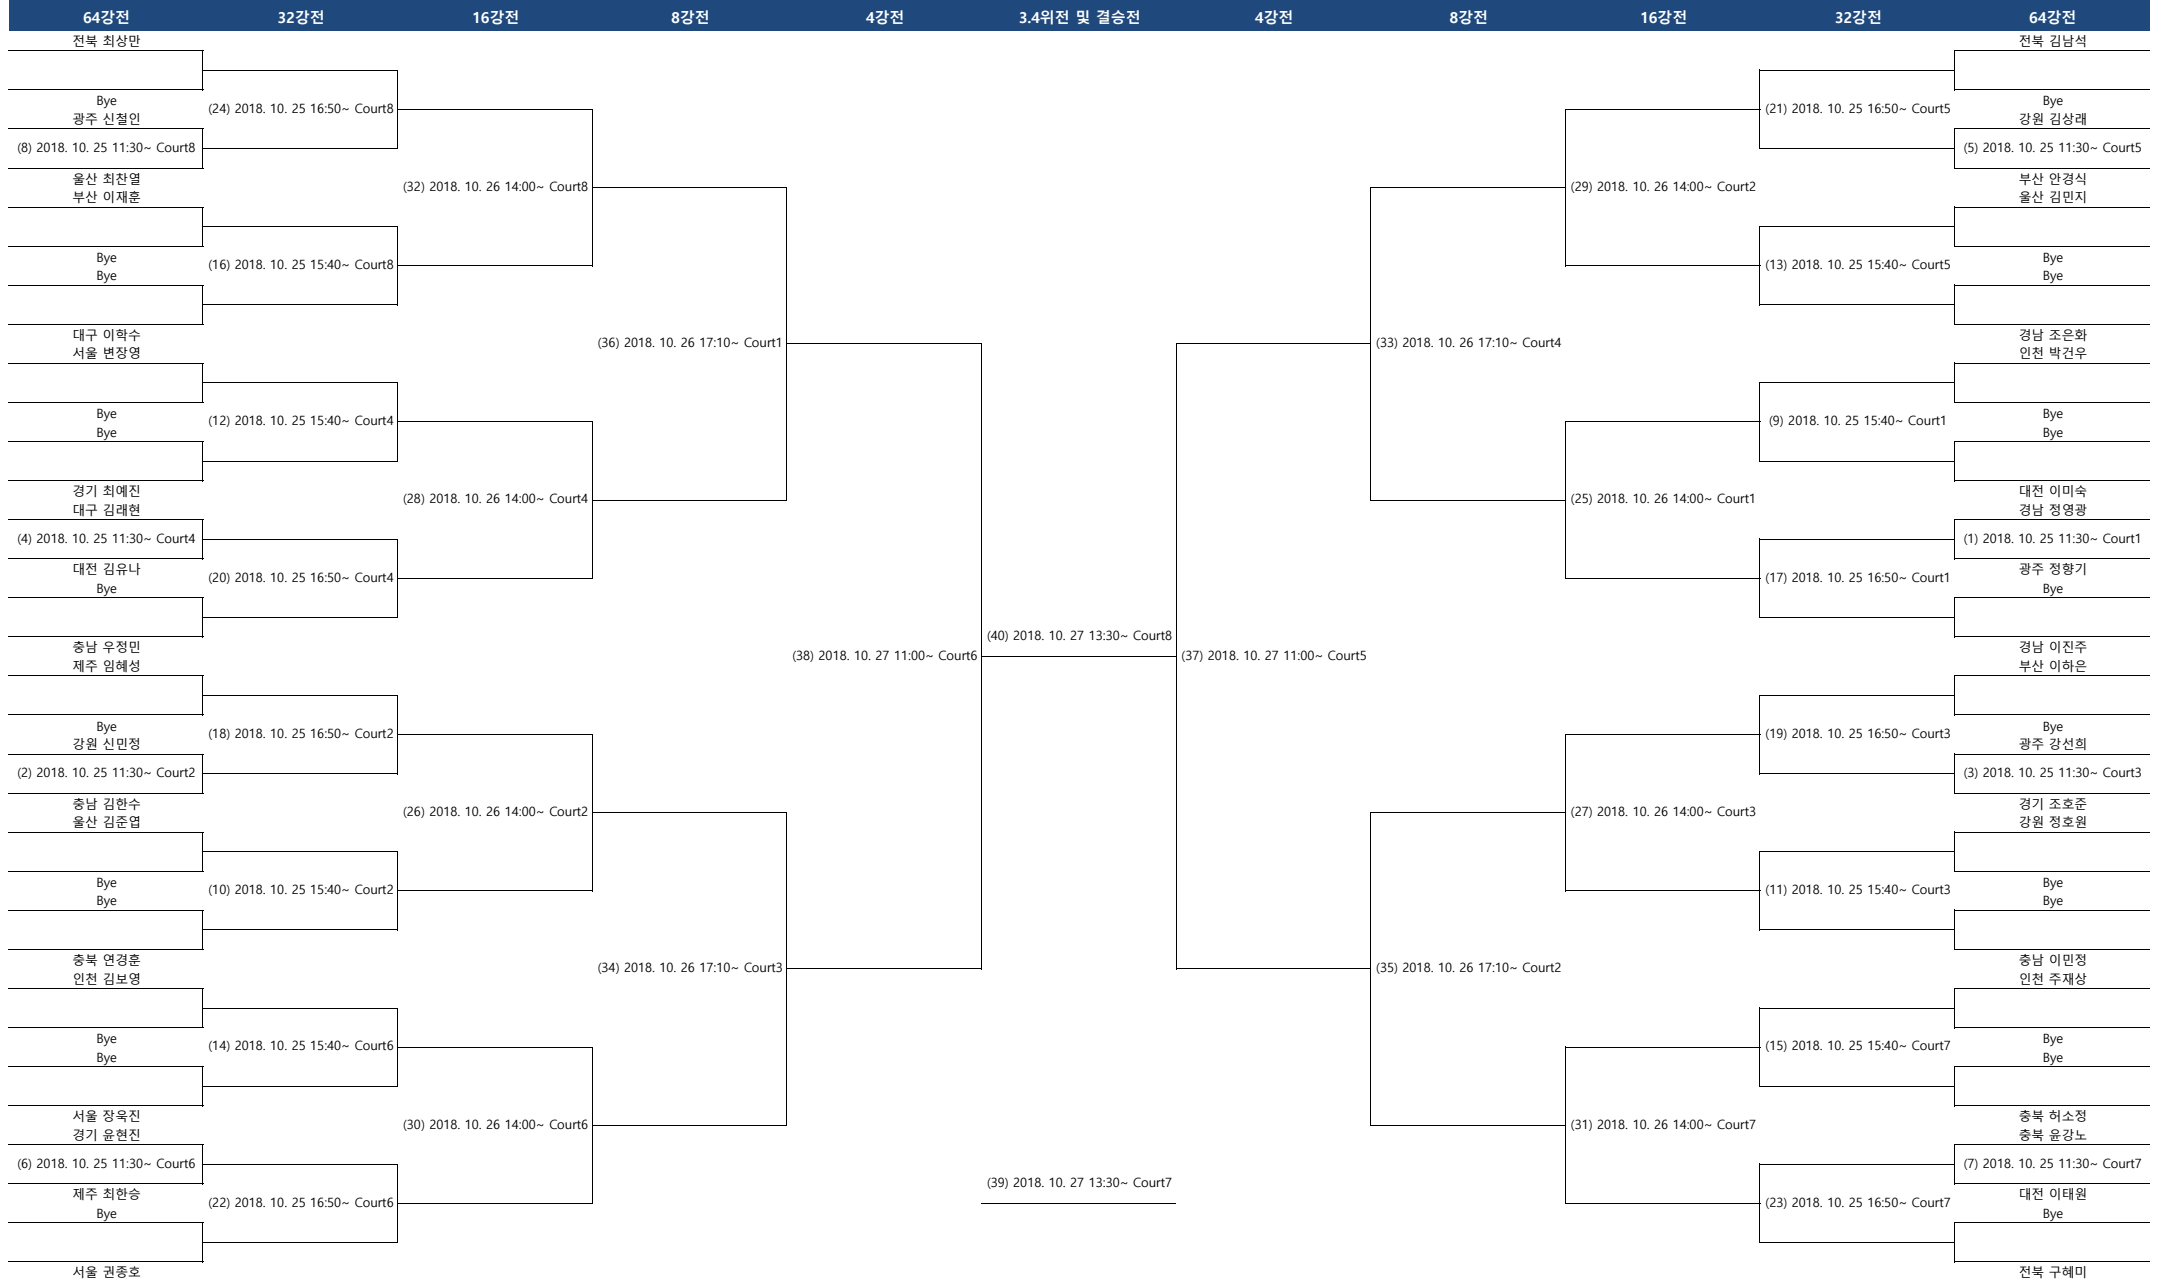 64강전 32강전 16강전 8강전 4강전 3.4위전 및 결승전 4강전 8강전 16강전 32강전 64강전
전북 최상만 전북 김남석
Bye Bye
(24) 2018. 10. 25 16:50~ Court8 (21) 2018. 10. 25 16:50~ Court5
광주 신철인 강원 김상래
(8) 2018. 10. 25 11:30~ Court8 (5) 2018. 10. 25 11:30~ Court5
울산 최찬열 부산 안경식
(32) 2018. 10. 26 14:00~ Court8 (29) 2018. 10. 26 14:00~ Court2
부산 이재훈 울산 김민지
Bye Bye
(16) 2018. 10. 25 15:40~ Court8 (13) 2018. 10. 25 15:40~ Court5
Bye Bye
대구 이학수 경남 조은화
(36) 2018. 10. 26 17:10~ Court1 (33) 2018. 10. 26 17:10~ Court4
서울 변장영 인천 박건우
Bye Bye
(12) 2018. 10. 25 15:40~ Court4 (9) 2018. 10. 25 15:40~ Court1
Bye Bye
경기 최예진 대전 이미숙
(28) 2018. 10. 26 14:00~ Court4 (25) 2018. 10. 26 14:00~ Court1
대구 김래현 경남 정영광
(4) 2018. 10. 25 11:30~ Court4 (1) 2018. 10. 25 11:30~ Court1
대전 김유나 광주 정향기
(20) 2018. 10. 25 16:50~ Court4 (17) 2018. 10. 25 16:50~ Court1
Bye Bye
(40) 2018. 10. 27 13:30~ Court8
충남 우정민 경남 이진주
(38) 2018. 10. 27 11:00~ Court6 (37) 2018. 10. 27 11:00~ Court5
제주 임혜성 부산 이하은
Bye Bye
(18) 2018. 10. 25 16:50~ Court2 (19) 2018. 10. 25 16:50~ Court3
강원 신민정 광주 강선희
(2) 2018. 10. 25 11:30~ Court2 (3) 2018. 10. 25 11:30~ Court3
충남 김한수 경기 조호준
(26) 2018. 10. 26 14:00~ Court2 (27) 2018. 10. 26 14:00~ Court3
울산 김준엽 강원 정호원
Bye Bye
(10) 2018. 10. 25 15:40~ Court2 (11) 2018. 10. 25 15:40~ Court3
Bye Bye
충북 연경훈 충남 이민정
(34) 2018. 10. 26 17:10~ Court3 (35) 2018. 10. 26 17:10~ Court2
인천 김보영 인천 주재상
Bye Bye
(14) 2018. 10. 25 15:40~ Court6 (15) 2018. 10. 25 15:40~ Court7
Bye Bye
서울 장욱진 충북 허소정
(30) 2018. 10. 26 14:00~ Court6 (31) 2018. 10. 26 14:00~ Court7
경기 윤현진 충북 윤강노
(6) 2018. 10. 25 11:30~ Court6 (7) 2018. 10. 25 11:30~ Court7
(39) 2018. 10. 27 13:30~ Court7
제주 최한승 대전 이태원
(22) 2018. 10. 25 16:50~ Court6 (23) 2018. 10. 25 16:50~ Court7
Bye Bye
서울 권종호 전북 구혜미